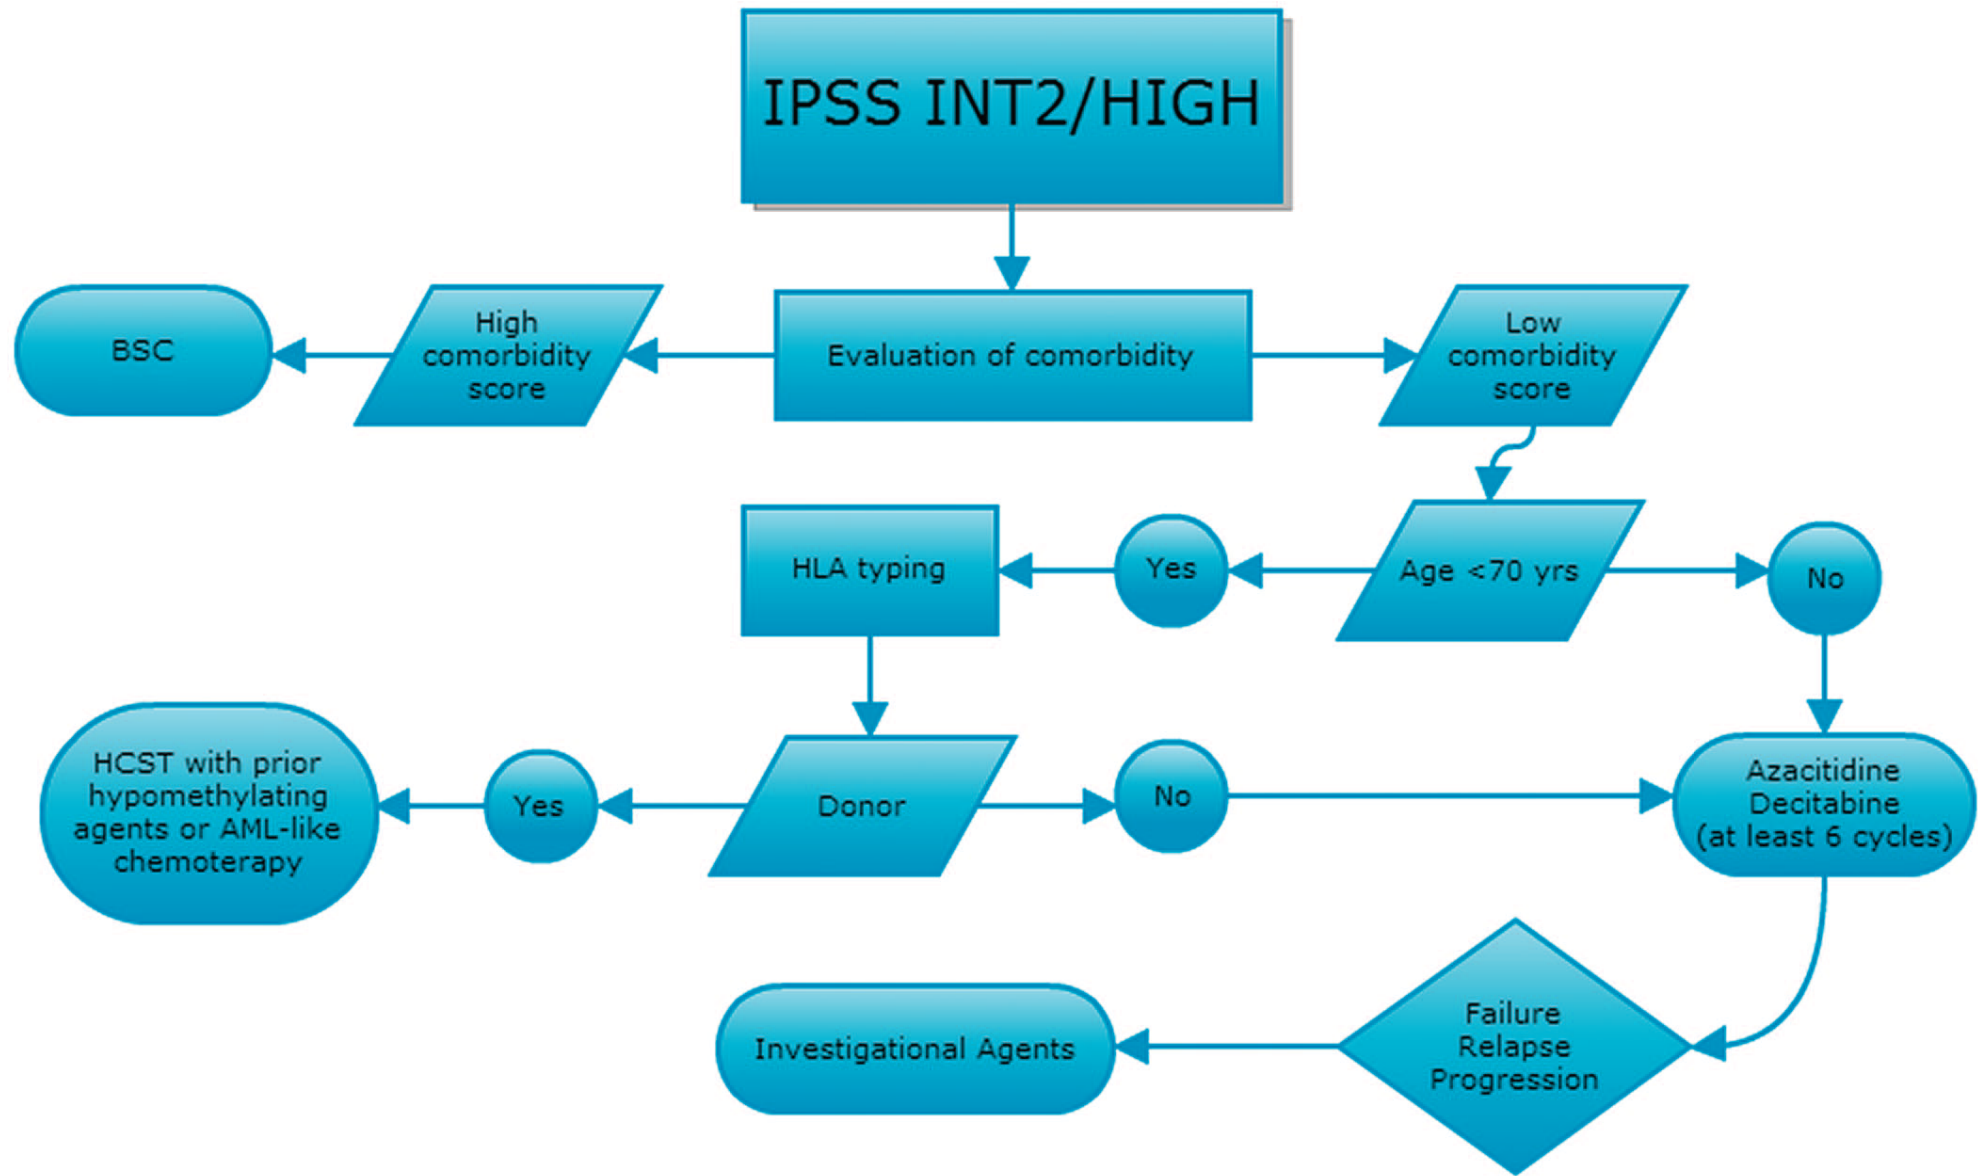 IPSS INT2/HIGH
BSC
High
comorbidity
score
Evaluation of comorbidity
Low
comorbidity
score
HLA typing
Yes
Age <70 yrs
No
HCST with prior
hypomethylating
agents or AML-like
chemoterapy
Yes
Donor
No
Azacitidine
Decitabine
(at least 6 cycles)
Investigational Agents
Failure
Relapse
Progression